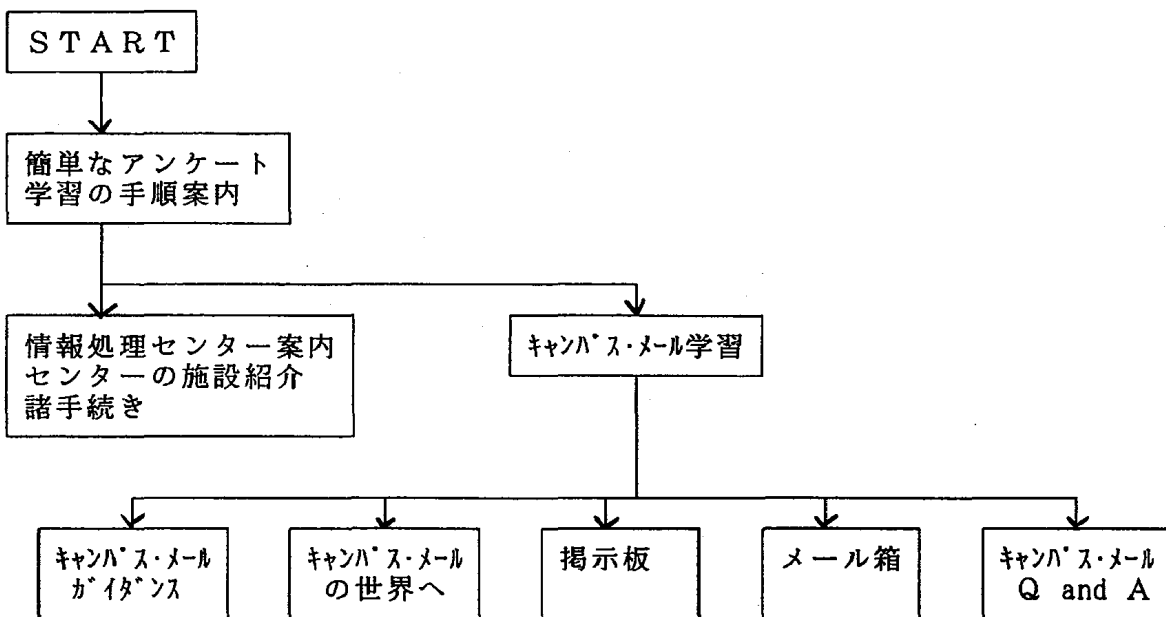 START
簡単なアンケート
学習の手順案内
情報処理センター案内
センターの施設紹介
諸手続き
キャンパス・メール学習
キャンパス・メール
ガイダンス
キャンパス・メール
の世界へ
掲示板
メール箱
キャンパス・メール
Q and A